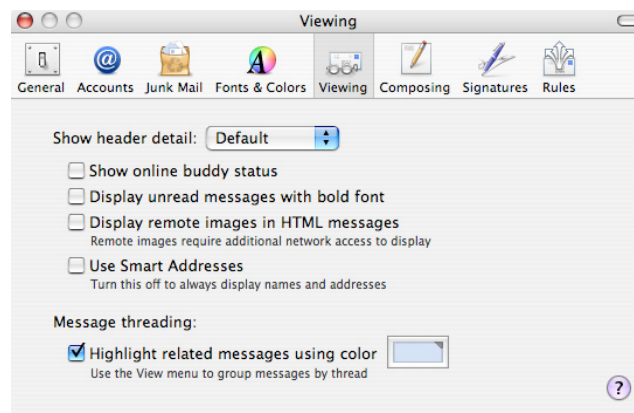 Viewing
General Accounts Junk Mail Fonts & Colors Viewing Composing Signatures Rules
Show header detail: Default
Show online buddy status
Display unread messages with bold font
Display remote images in HTML messages
Remote images require additional network access to display
Use Smart Addresses
Turn this off to always display names and addresses
Message threading:
Highlight related messages using color
Use the View menu to group messages by thread
?